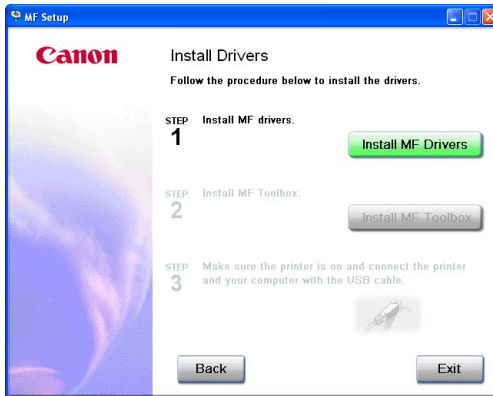 MF Setup
Canon
Install Drivers
Follow the procedure below to install the drivers.
STEP
1
Install MF drivers.
Install MF Drivers
STEP
2
Install MF Toolbox.
Install MF Toolbox
STEP
3
Make sure the printer is on and connect the printer
and your computer with the USB cable.
Back
Exit